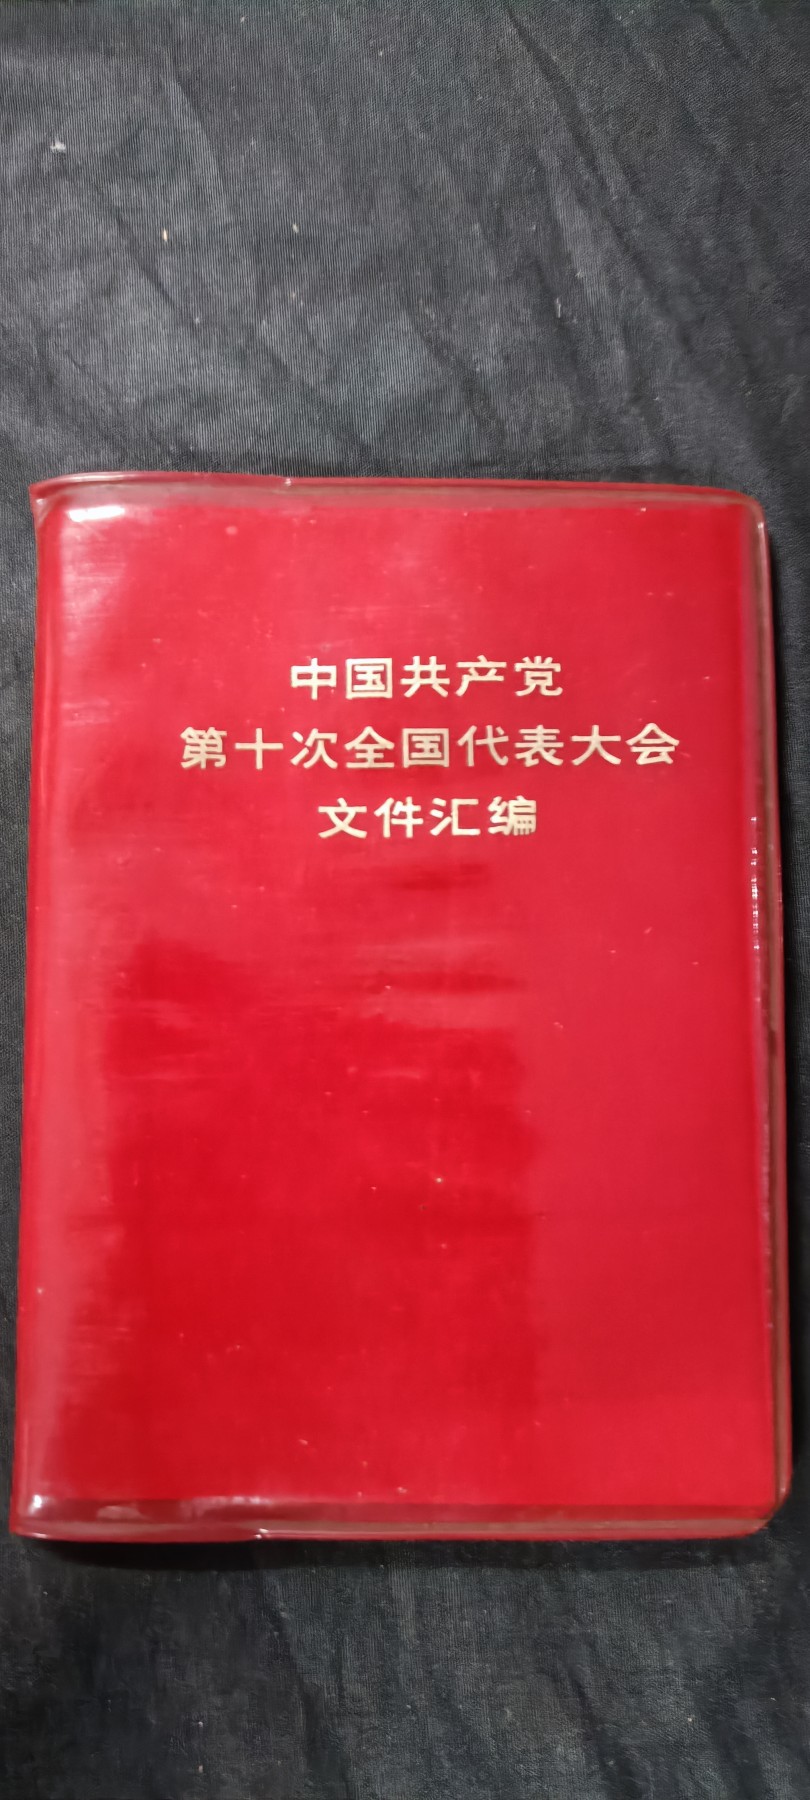 中国共产党
第十次全国代表大会
文件汇编